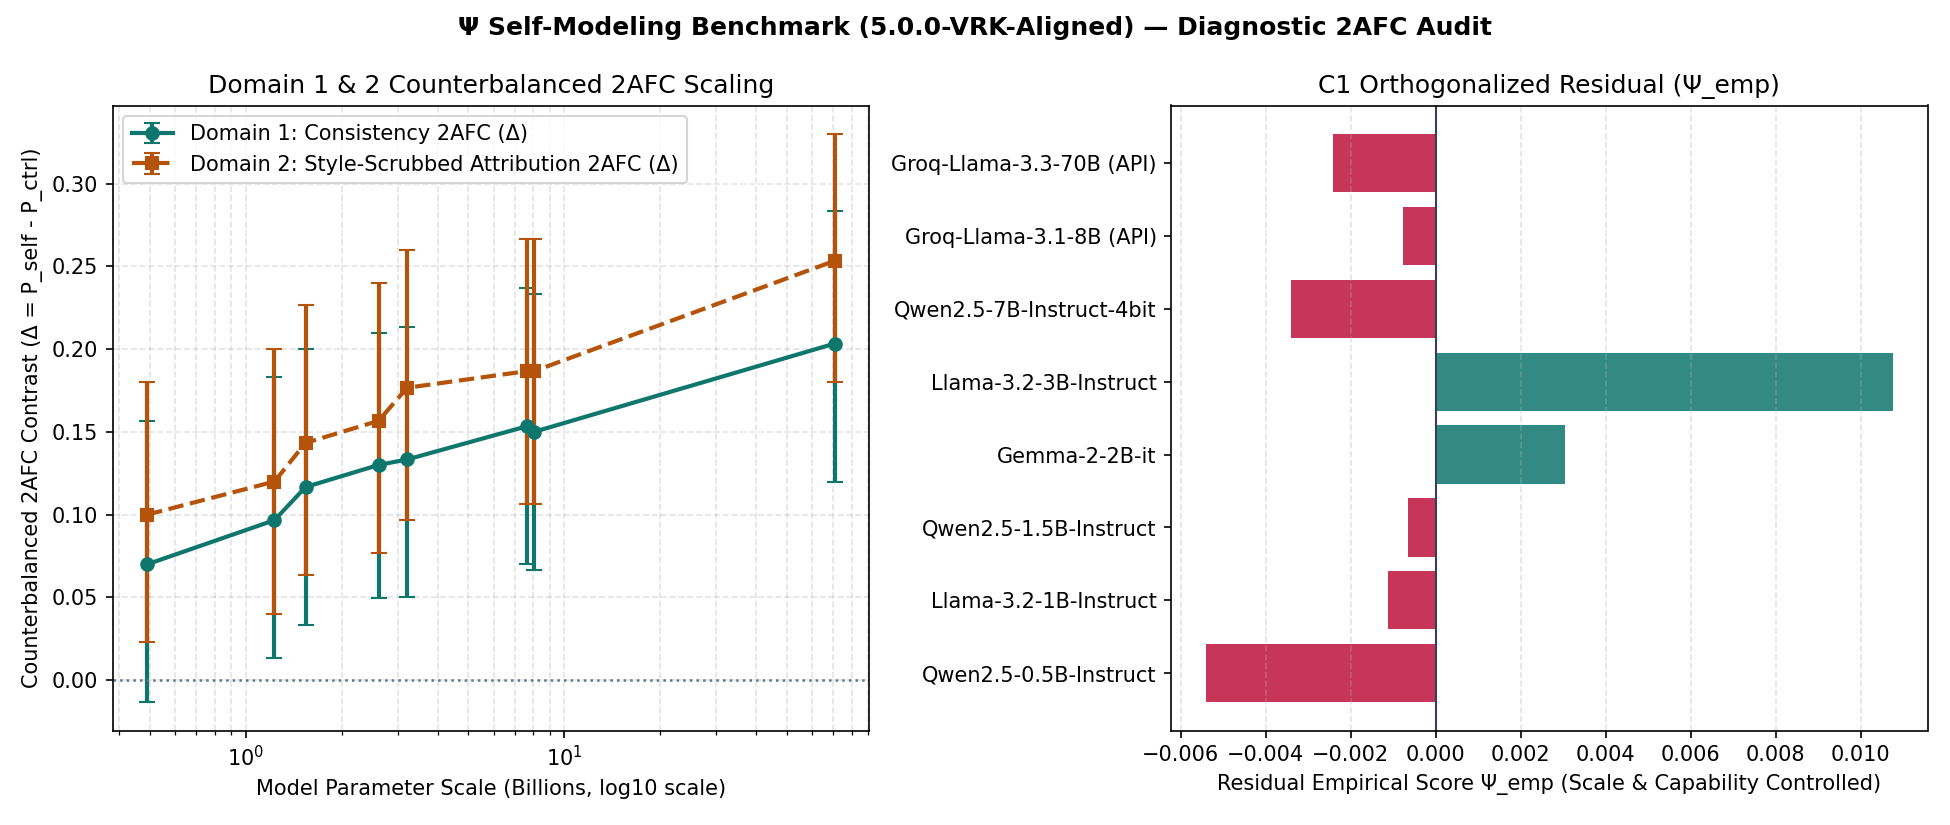 Ψ Self-Modeling Benchmark (5.0.0-VRK-Aligned) — Diagnostic 2AFC Audit
Domain 1 & 2 Counterbalanced 2AFC Scaling
Domain 1: Consistency 2AFC (Δ)
Domain 2: Style-Scrubbed Attribution 2AFC (Δ)
Counterbalanced 2AFC Contrast (Δ = P_self - P_ctrl)
0.30
0.25
0.20
0.15
0.10
0.05
0.00
10⁰
10¹
Model Parameter Scale (Billions, log10 scale)
C1 Orthogonalized Residual (Ψ_emp)
Groq-Llama-3.3-70B (API)
Groq-Llama-3.1-8B (API)
Qwen2.5-7B-Instruct-4bit
Llama-3.2-3B-Instruct
Gemma-2-2B-it
Qwen2.5-1.5B-Instruct
Llama-3.2-1B-Instruct
Qwen2.5-0.5B-Instruct
−0.006 −0.004 −0.002 0.000 0.002 0.004 0.006 0.008 0.010
Residual Empirical Score Ψ_emp (Scale & Capability Controlled)